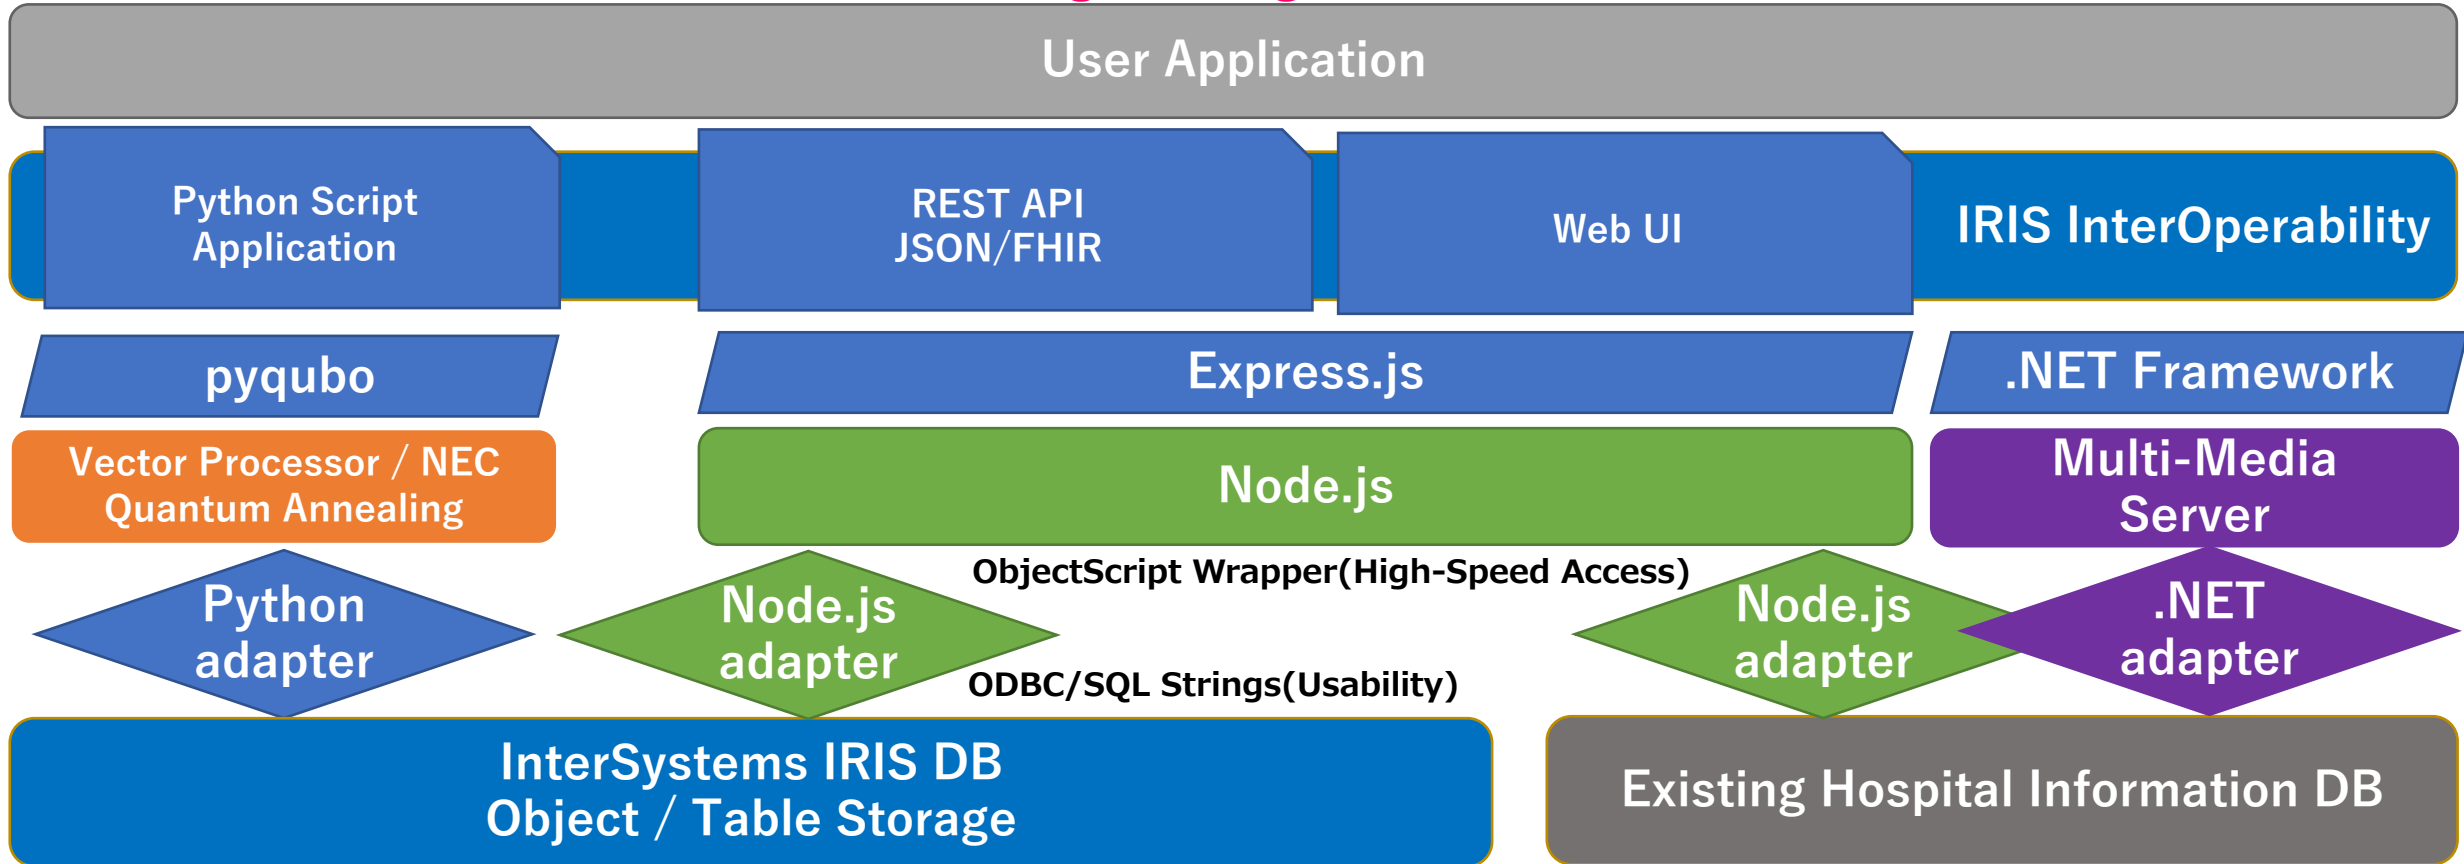 User Application
Python Script
Application
REST API
JSON/FHIR
Web UI
IRIS InterOperability
pyqubo
Express.js
.NET Framework
Vector Processor / NEC
Quantum Annealing
Node.js
Multi-Media
Server
ObjectScript Wrapper(High-Speed Access)
Python
adapter
Node.js
adapter
Node.js
adapter
.NET
adapter
ODBC/SQL Strings(Usability)
InterSystems IRIS DB
Object / Table Storage
Existing Hospital Information DB